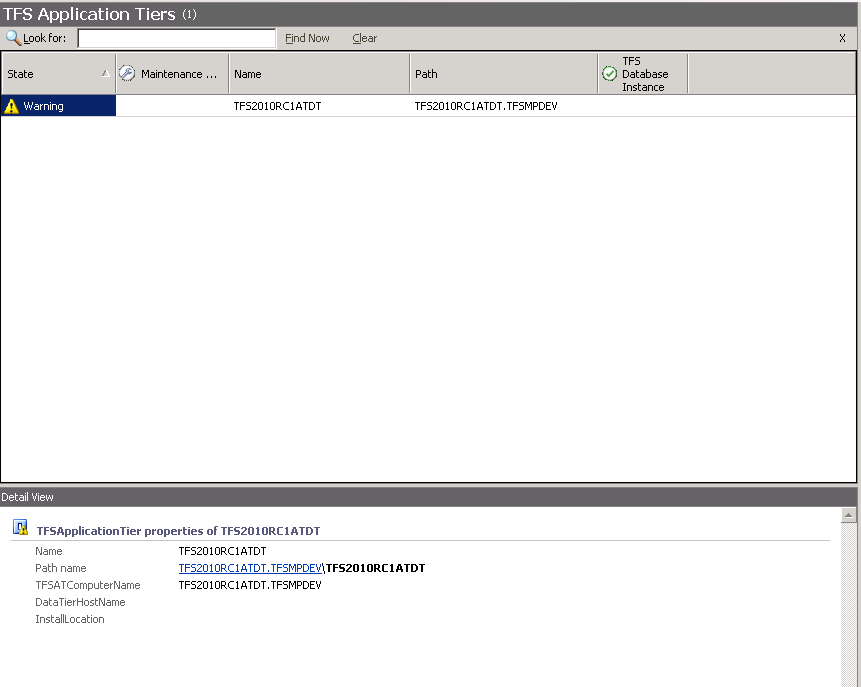 TFS Application Tiers (1)
Look for: Find Now Clear X
State Maintenance ... Name Path TFS Database Instance
Warning TFS2010RC1ATDT TFS2010RC1ATDT.TFSMPDEV
Detail View
TFSApplicationTier properties of TFS2010RC1ATDT
Name TFS2010RC1ATDT
Path name TFS2010RC1ATDT.TFSMPDEV\TFS2010RC1ATDT
TFSATComputerName TFS2010RC1ATDT.TFSMPDEV
DataTierHostName
InstallLocation